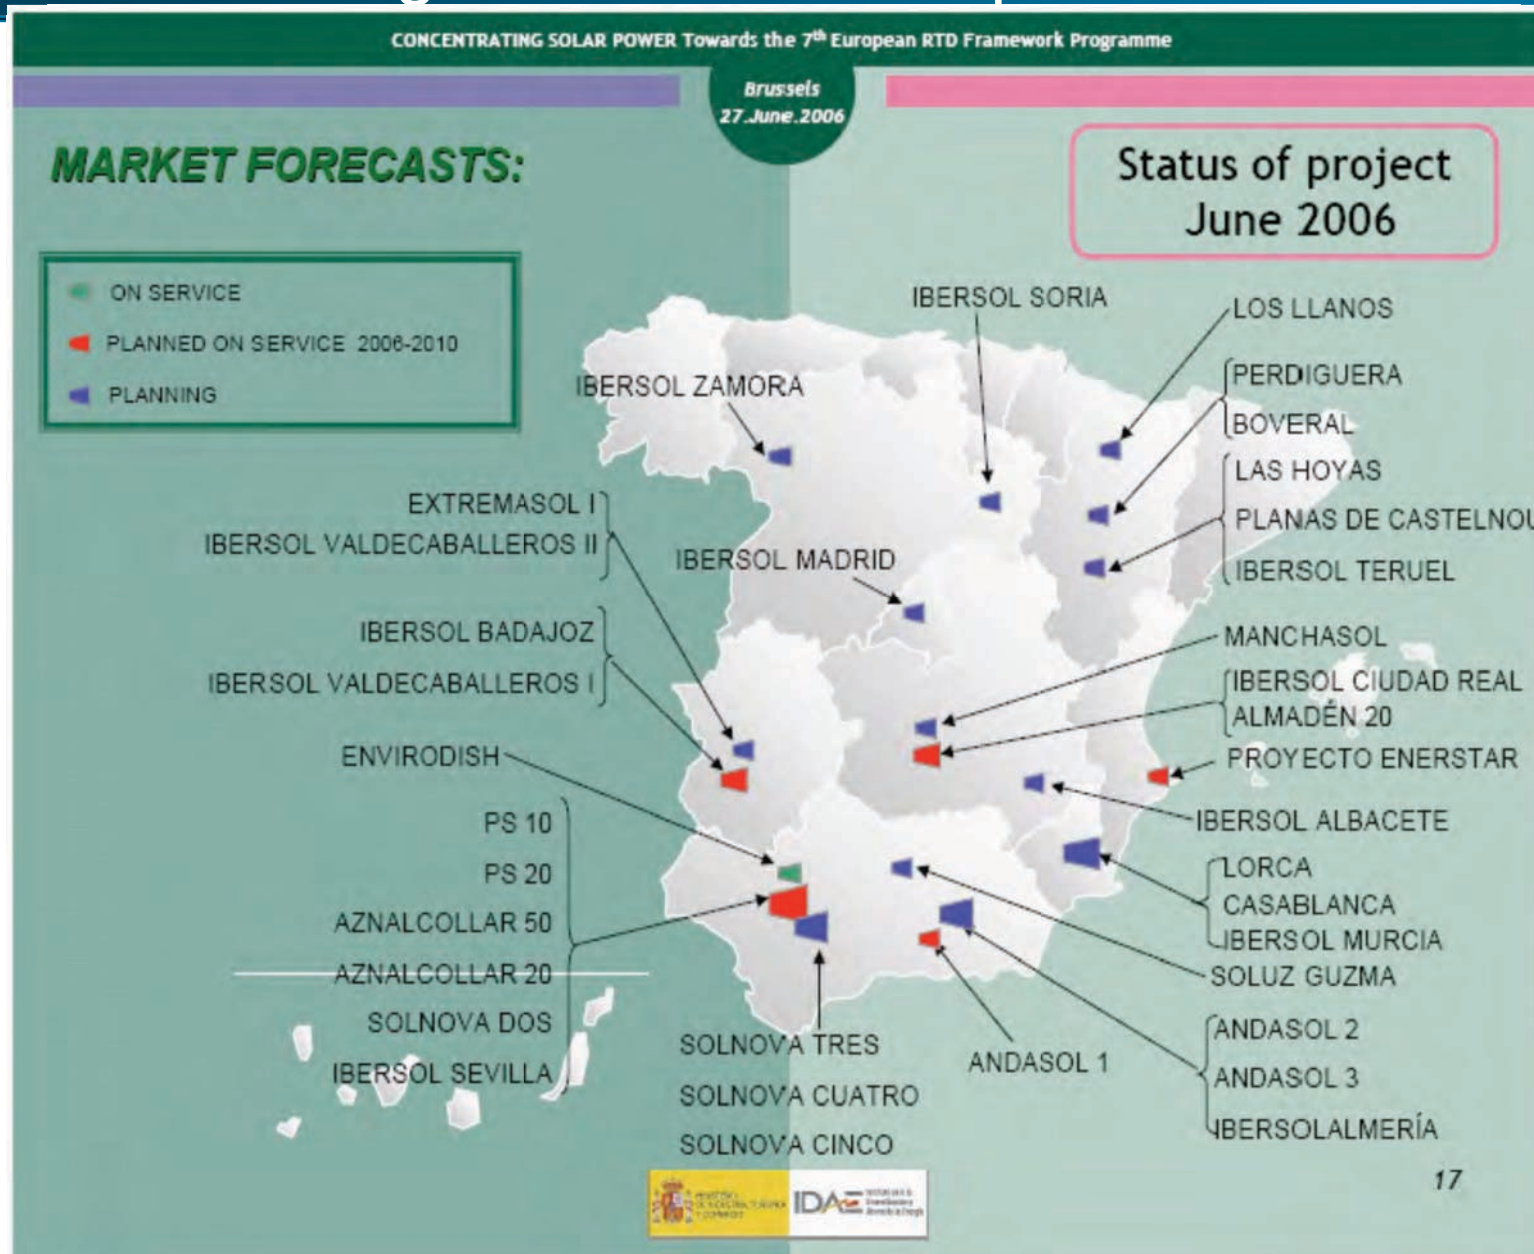 CONCENTRATING SOLAR POWER Towards the 7th European RTD Framework Programme
Brussels
27.June.2006
MARKET FORECASTS:
Status of project
June 2006
ON SERVICE
PLANNED ON SERVICE 2006-2010
PLANNING
IBERSOL SORIA
LOS LLANOS
IBERSOL ZAMORA
PERDIGUERA
BOVERAL
LAS HOYAS
PLANAS DE CASTELNOU
IBERSOL TERUEL
EXTREMASOL I
IBERSOL VALDECABALLEROS II
IBERSOL MADRID
IBERSOL BADAJOZ
IBERSOL VALDECABALLEROS I
MANCHASOL
IBERSOL CIUDAD REAL
ALMADÉN 20
ENVIRODISH
PROYECTO ENERSTAR
IBERSOL ALBACETE
PS 10
PS 20
AZNALCOLLAR 50
AZNALCOLLAR 20
SOLNOVA DOS
IBERSOL SEVILLA
LORCA
CASABLANCA
IBERSOL MURCIA
SOLUZ GUZMA
SOLNOVA TRES
SOLNOVA CUATRO
SOLNOVA CINCO
ANDASOL 1
ANDASOL 2
ANDASOL 3
IBERSOLALMERÍA
IDAE
17